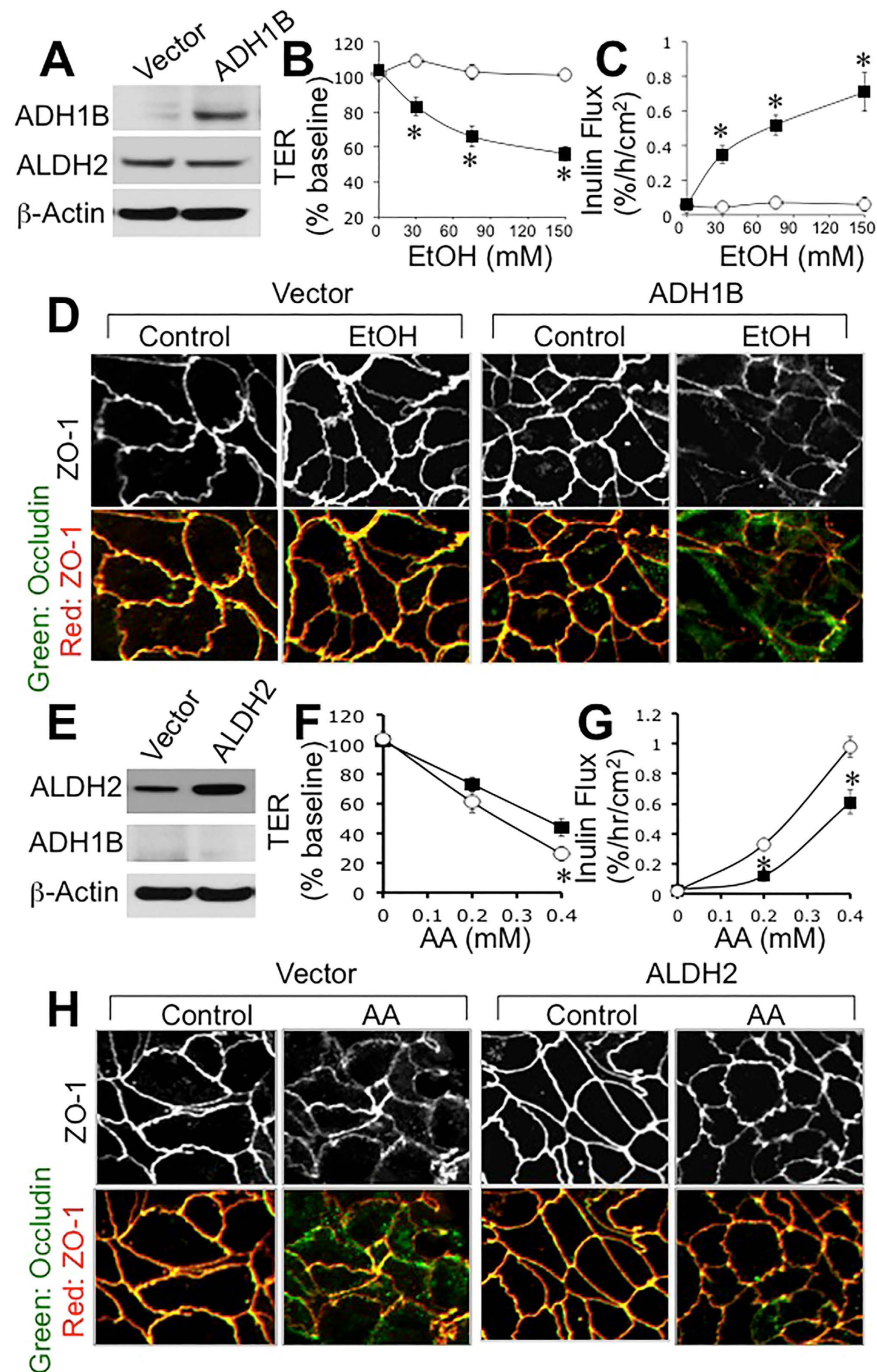 A
Vector
ADH1B
ADH1B
ALDH2
β-Actin
B
TER
(% baseline)
120
100
80
60
40
20
0 30 60 90 120 150
EtOH (mM)
*
*
*
C
Inulin Flux
(%/h/cm2)
1
0.8
0.6
0.4
0.2
0
0 30 60 90 120 150
EtOH (mM)
*
*
*
D
Vector
ADH1B
Control
EtOH
Control
EtOH
ZO-1
Green: Occludin
Red: ZO-1
E
Vector
ALDH2
ALDH2
ADH1B
β-Actin
F
TER
(% baseline)
120
100
80
60
40
20
0
0 0.1 0.2 0.3 0.4
AA (mM)
*
G
Inulin Flux
(%/hr/cm2)
1.2
1
0.8
0.6
0.4
0.2
0
0 0.1 0.2 0.3 0.4
AA (mM)
*
*
H
Vector
ALDH2
Control
AA
Control
AA
ZO-1
Green: Occludin
Red: ZO-1